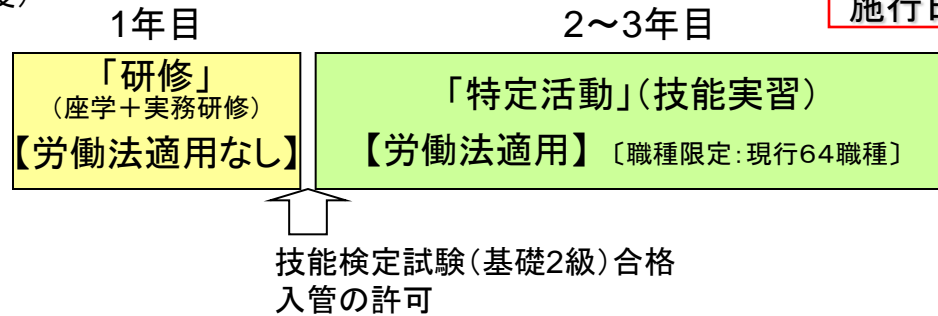 1年目
2～3年目
施行
「研修」
（座学＋実務研修）
【労働法適用なし】
「特定活動」（技能実習）
【労働法適用】〔職種限定：現行64職種〕
技能検定試験（基礎2級）合格
入管の許可